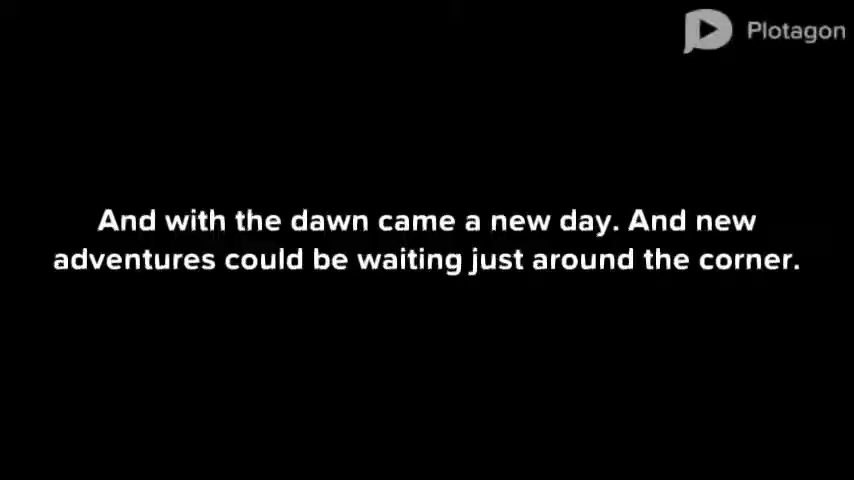 Plotagon
And with the dawn came a new day. And new
adventures could be waiting just around the corner.